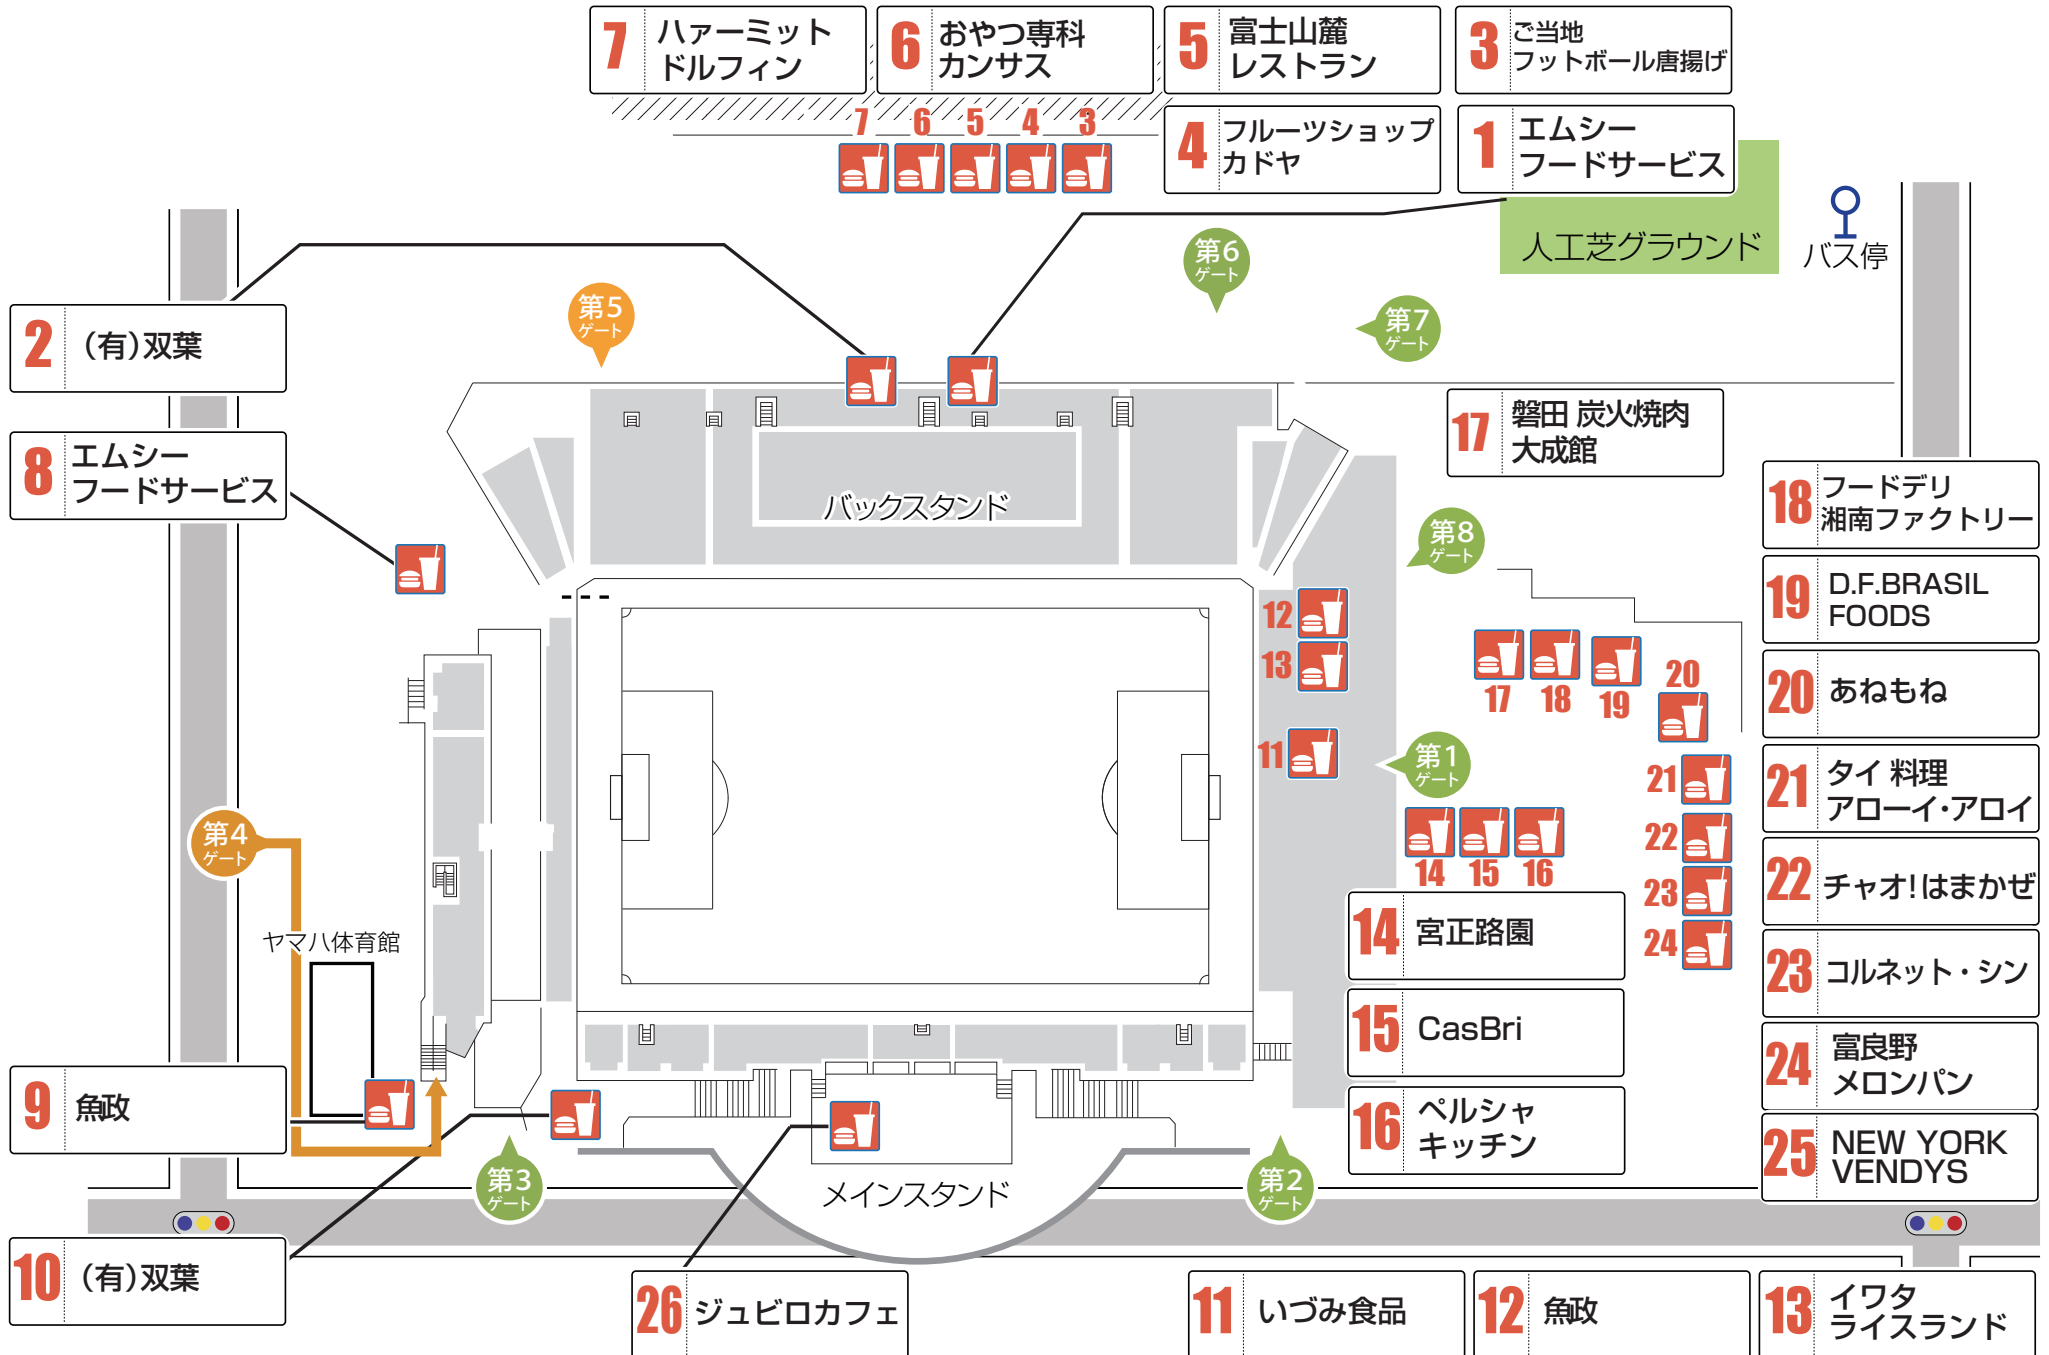 7
ハァーミット
ドルフィン
6
おやつ専科
カンサス
5
富士山麓
レストラン
3
ご当地
フットボール唐揚げ
4
フルーツショップ
カドヤ
1
エムシー
フードサービス
7 6 5 4 3
人工芝グラウンド
バス停
第6
ゲート
第5
ゲート
第7
ゲート
2
(有)双葉
8
エムシー
フードサービス
17
磐田 炭火焼肉
大成館
バックスタンド
第8
ゲート
18
フードデリ
湘南ファクトリー
19
D.F.BRASIL
FOODS
20
あねもね
21
タイ 料理
アローイ・アロイ
22
チャオ!はまかぜ
23
コルネット・シン
24
富良野
メロンパン
25
NEW YORK
VENDYS
12
13
11
17 18 19 20
21
22
23
24
第1
ゲート
14 15 16
14
宮正路園
15
CasBri
16
ペルシャ
キッチン
第4
ゲート
ヤマハ体育館
9
魚政
第3
ゲート
メインスタンド
第2
ゲート
10
(有)双葉
26
ジュビロカフェ
11
いづみ食品
12
魚政
13
イワタ
ライスランド